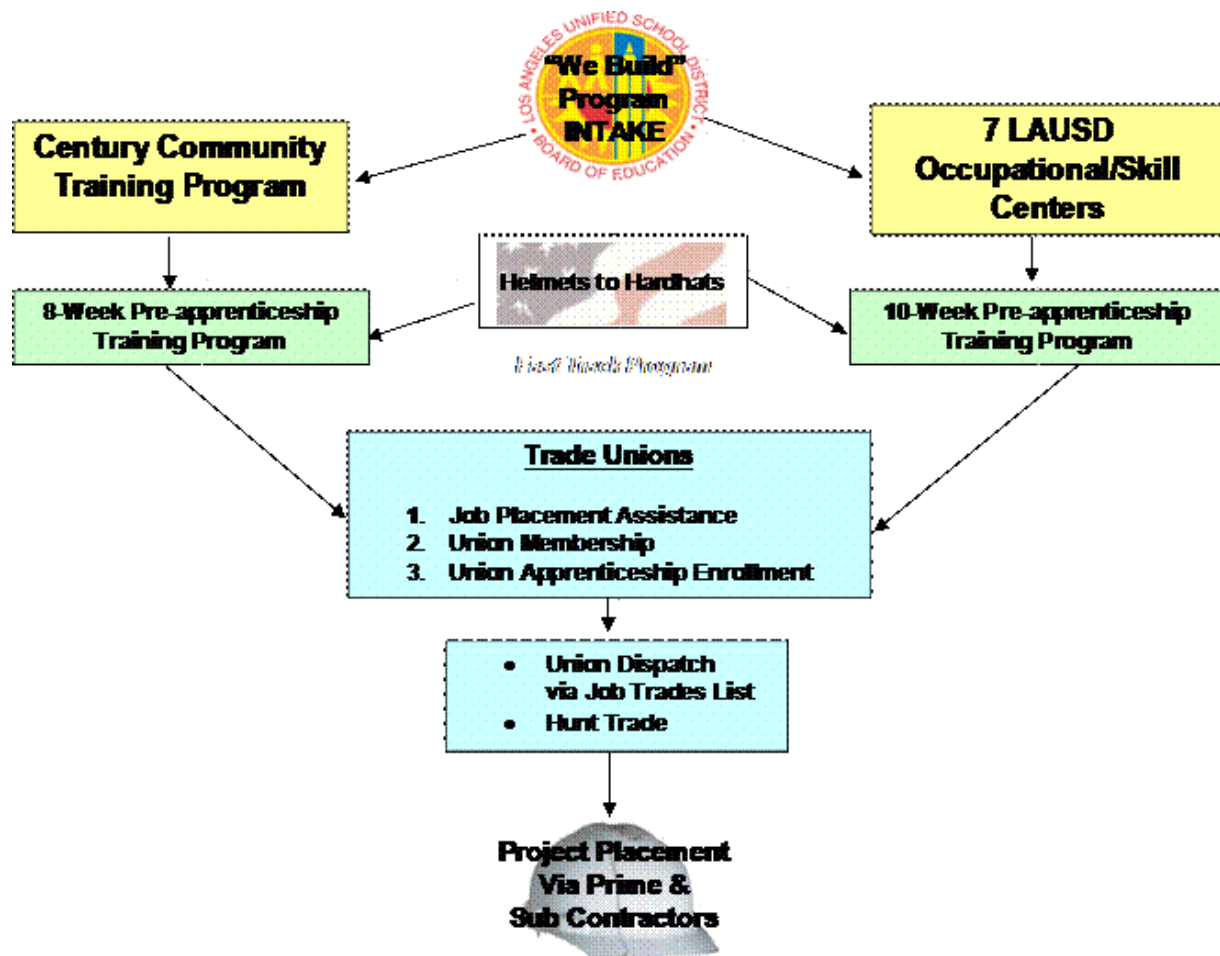 LOS ANGELES UNIFIED SCHOOL DISTRICT
• BOARD OF EDUCATION •
"We Build"
Program
INTAKE
Century Community
Training Program
7 LAUSD
Occupational/Skill
Centers
Helmets to Hardhats
8-Week Pre-apprenticeship
Training Program
10-Week Pre-apprenticeship
Training Program
Fast Track Program
Trade Unions
1. Job Placement Assistance
2. Union Membership
3. Union Apprenticeship Enrollment
• Union Dispatch
via Job Trades List
• Hunt Trade
Project Placement
Via Prime &
Sub Contractors